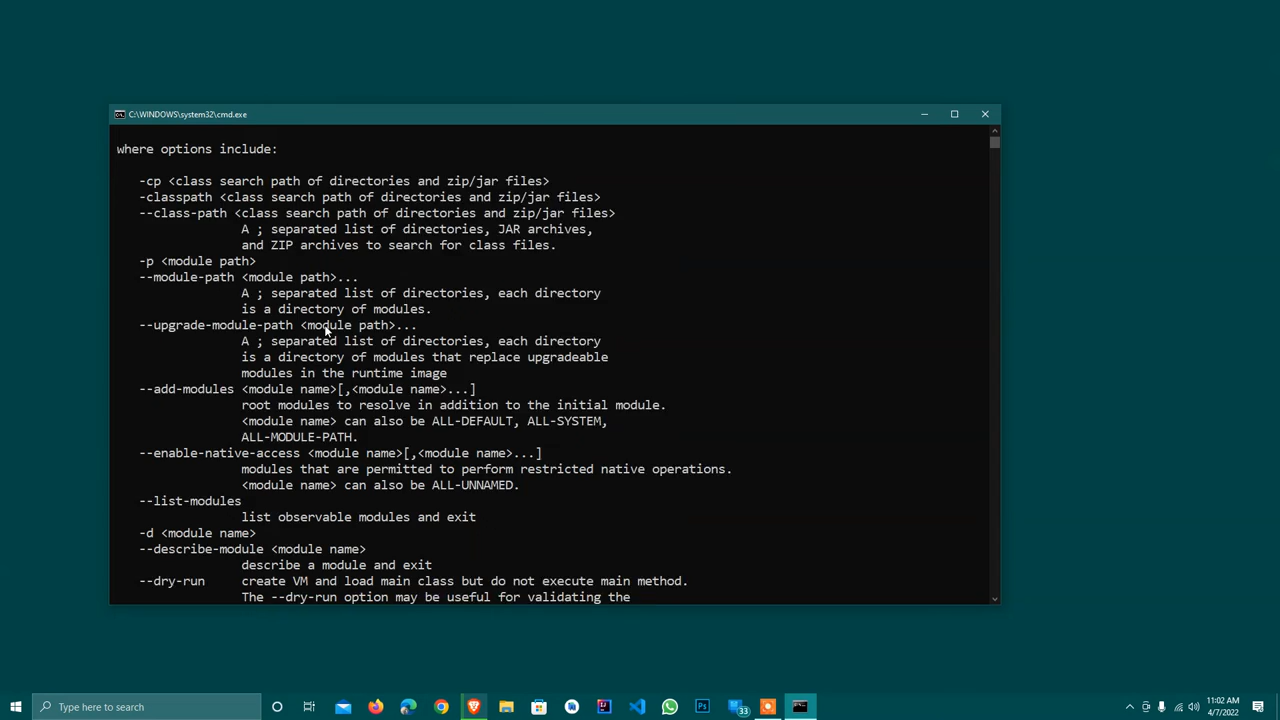 C:\WINDOWS\system32\cmd.exe
where options include:
-cp <class search path of directories and zip/jar files>
-classpath <class search path of directories and zip/jar files>
--class-path <class search path of directories and zip/jar files>
A ; separated list of directories, JAR archives,
and ZIP archives to search for class files.
-p <module path>
--module-path <module path>...
A ; separated list of directories, each directory
is a directory of modules.
--upgrade-module-path <module path>...
A ; separated list of directories, each directory
is a directory of modules that replace upgradeable
modules in the runtime image
--add-modules <module name>[,<module name>...]
root modules to resolve in addition to the initial module.
<module name> can also be ALL-DEFAULT, ALL-SYSTEM,
ALL-MODULE-PATH.
--enable-native-access <module name>[,<module name>...]
modules that are permitted to perform restricted native operations.
<module name> can also be ALL-UNNAMED.
--list-modules
list observable modules and exit
-d <module name>
--describe-module <module name>
describe a module and exit
--dry-run create VM and load main class but do not execute main method.
The --dry-run option may be useful for validating the
Type here to search
33
11:02 AM
4/7/2022